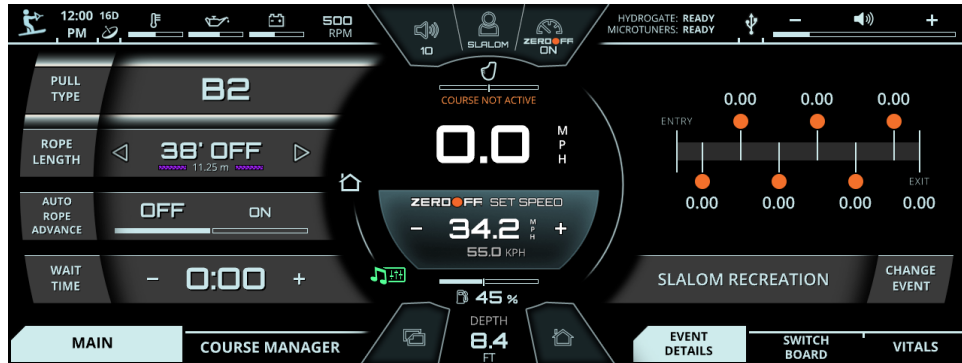 12:00 16D
PM
500
RPM
10
SLALOM
ZEROOFF
ON
HYDROGATE: READY
MICROTUNERS: READY
−
+
PULL
TYPE
B2
ROPE
LENGTH
38' OFF
11.25 m
AUTO
ROPE
ADVANCE
OFF ON
WAIT
TIME
− 0:00 +
COURSE NOT ACTIVE
0.0
MPH
ZEROOFF SET SPEED
− 34.2 MPH +
55.0 KPH
45 %
DEPTH
8.4
FT
0.00 0.00 0.00
ENTRY
EXIT
0.00 0.00 0.00 0.00
SLALOM RECREATION
CHANGE
EVENT
MAIN
COURSE MANAGER
EVENT
DETAILS
SWITCH
BOARD
VITALS